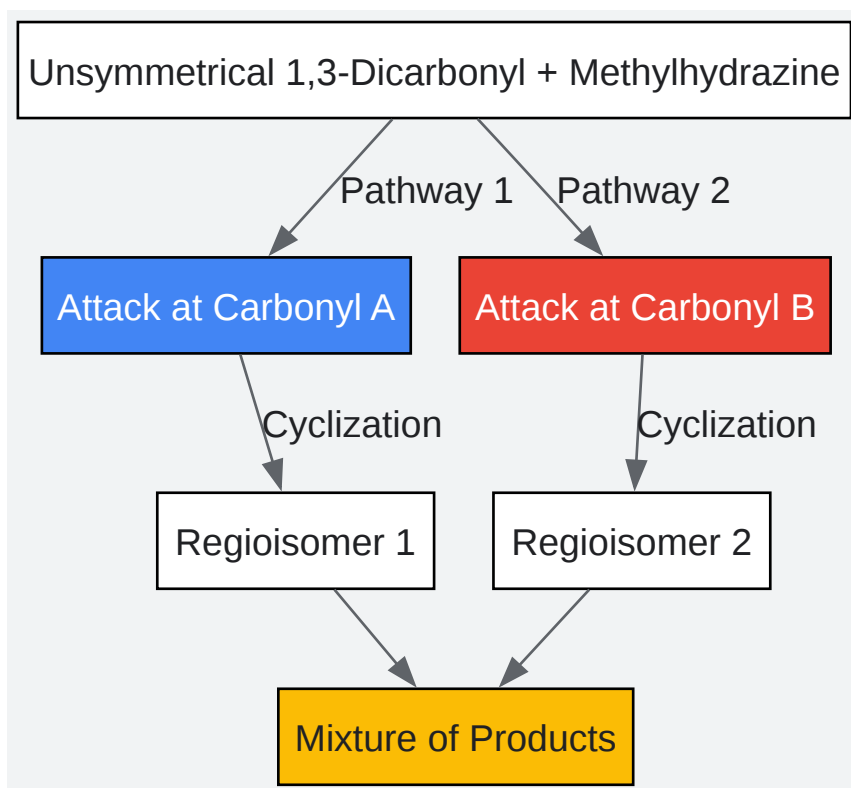 Unsymmetrical 1,3-Dicarbonyl + Methylhydrazine
Pathway 1
Pathway 2
Attack at Carbonyl A
Attack at Carbonyl B
Cyclization
Cyclization
Regioisomer 1
Regioisomer 2
Mixture of Products